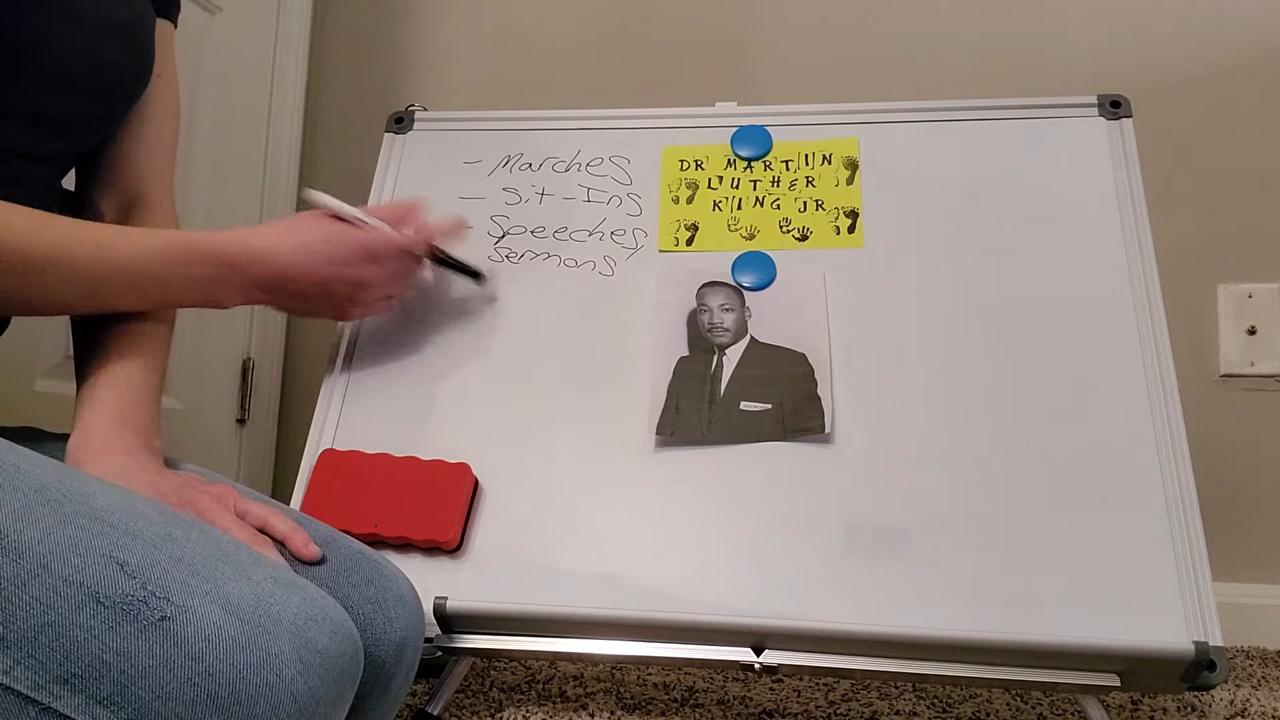 - Marches
- Sit-Ins
- Speeches,
sermons
DR MARTIN
LUTHER
KING JR